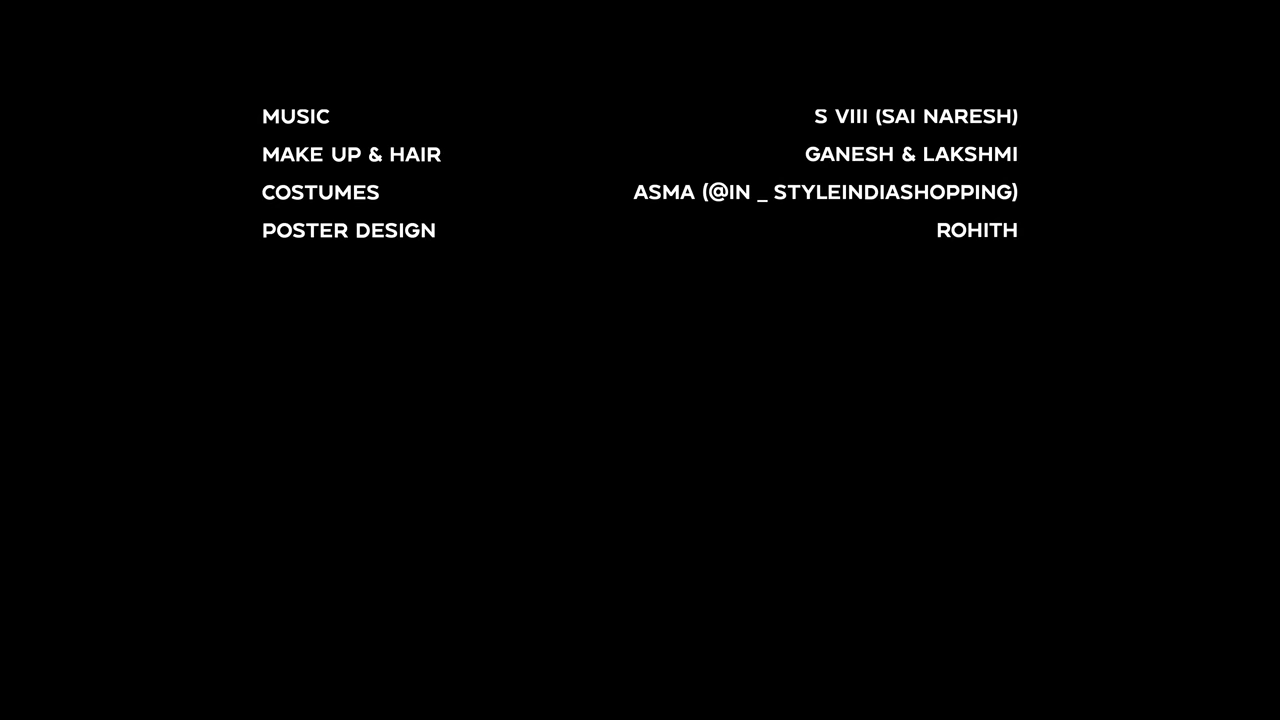 MUSIC S VIII (SAI NARESH)
MAKE UP & HAIR GANESH & LAKSHMI
COSTUMES ASMA (@IN _ STYLEINDIASHOPPING)
POSTER DESIGN ROHITH